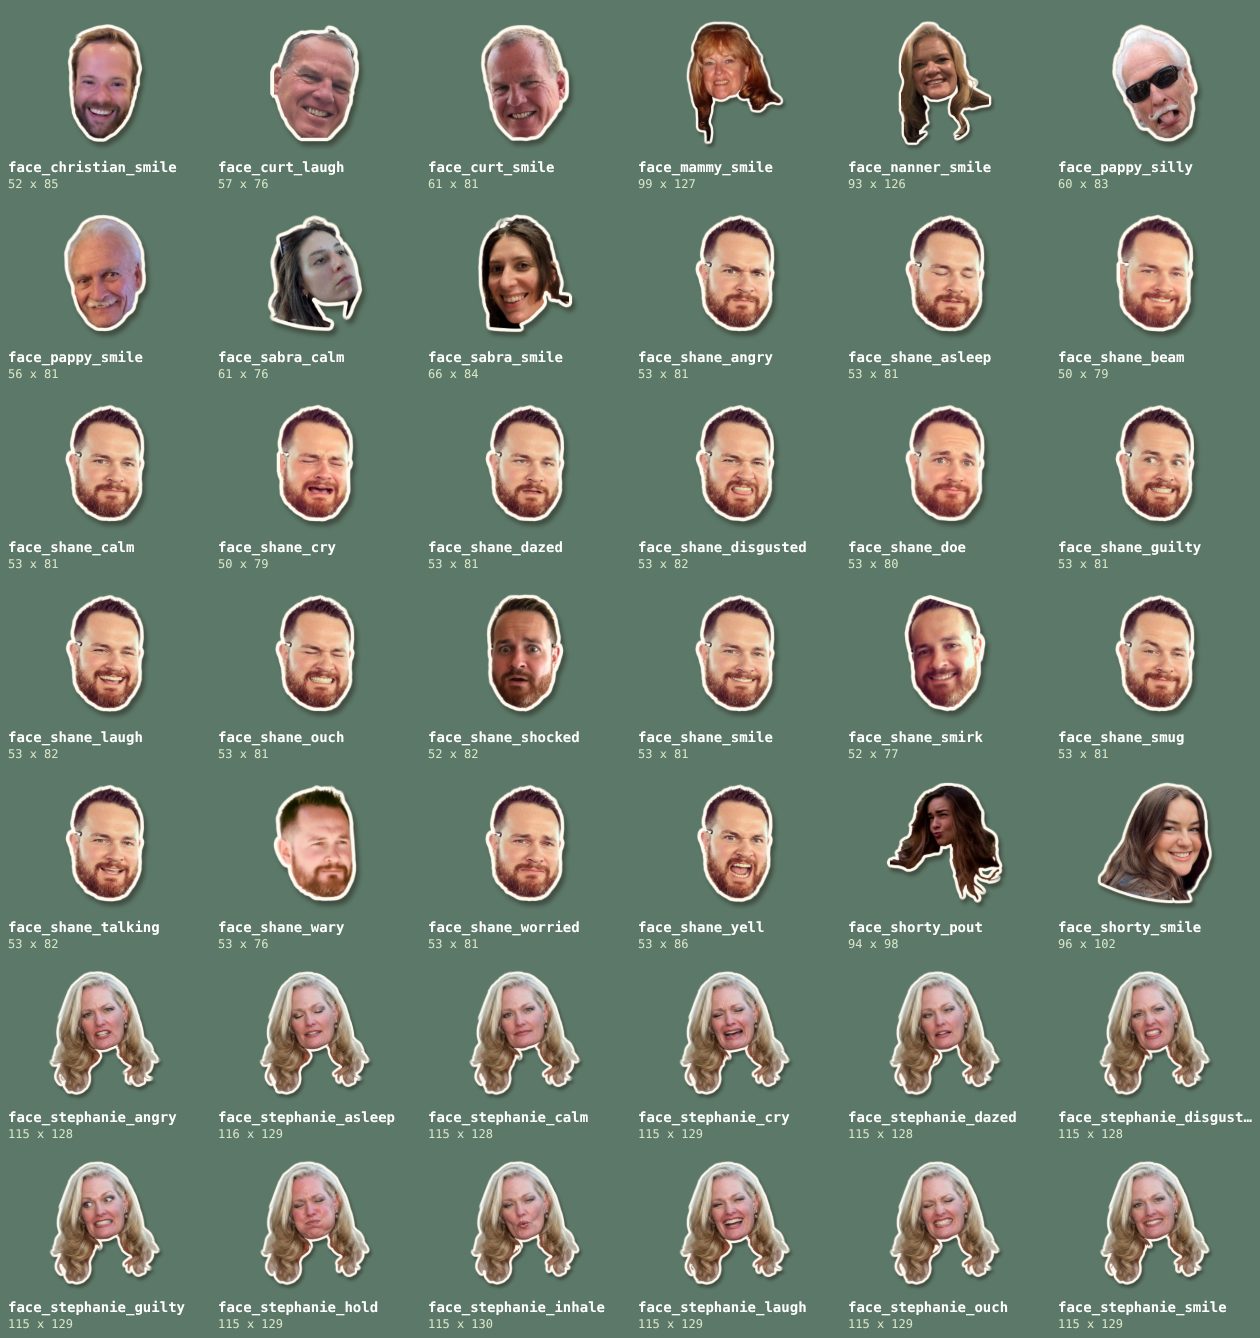 face_christian_smile
52 x 85
face_curt_laugh
57 x 76
face_curt_smile
61 x 81
face_mammy_smile
99 x 127
face_nanner_smile
93 x 126
face_pappy_silly
60 x 83
face_pappy_smile
56 x 81
face_sabra_calm
61 x 76
face_sabra_smile
66 x 84
face_shane_angry
53 x 81
face_shane_asleep
53 x 81
face_shane_beam
50 x 79
face_shane_calm
53 x 81
face_shane_cry
50 x 79
face_shane_dazed
53 x 81
face_shane_disgusted
53 x 82
face_shane_doe
53 x 80
face_shane_guilty
53 x 81
face_shane_laugh
53 x 82
face_shane_ouch
53 x 81
face_shane_shocked
52 x 82
face_shane_smile
53 x 81
face_shane_smirk
52 x 77
face_shane_smug
53 x 81
face_shane_talking
53 x 82
face_shane_wary
53 x 76
face_shane_worried
53 x 81
face_shane_yell
53 x 86
face_shorty_pout
94 x 98
face_shorty_smile
96 x 102
face_stephanie_angry
115 x 128
face_stephanie_asleep
116 x 129
face_stephanie_calm
115 x 128
face_stephanie_cry
115 x 129
face_stephanie_dazed
115 x 128
face_stephanie_disgust…
115 x 128
face_stephanie_guilty
115 x 129
face_stephanie_hold
115 x 129
face_stephanie_inhale
115 x 130
face_stephanie_laugh
115 x 129
face_stephanie_ouch
115 x 129
face_stephanie_smile
115 x 129